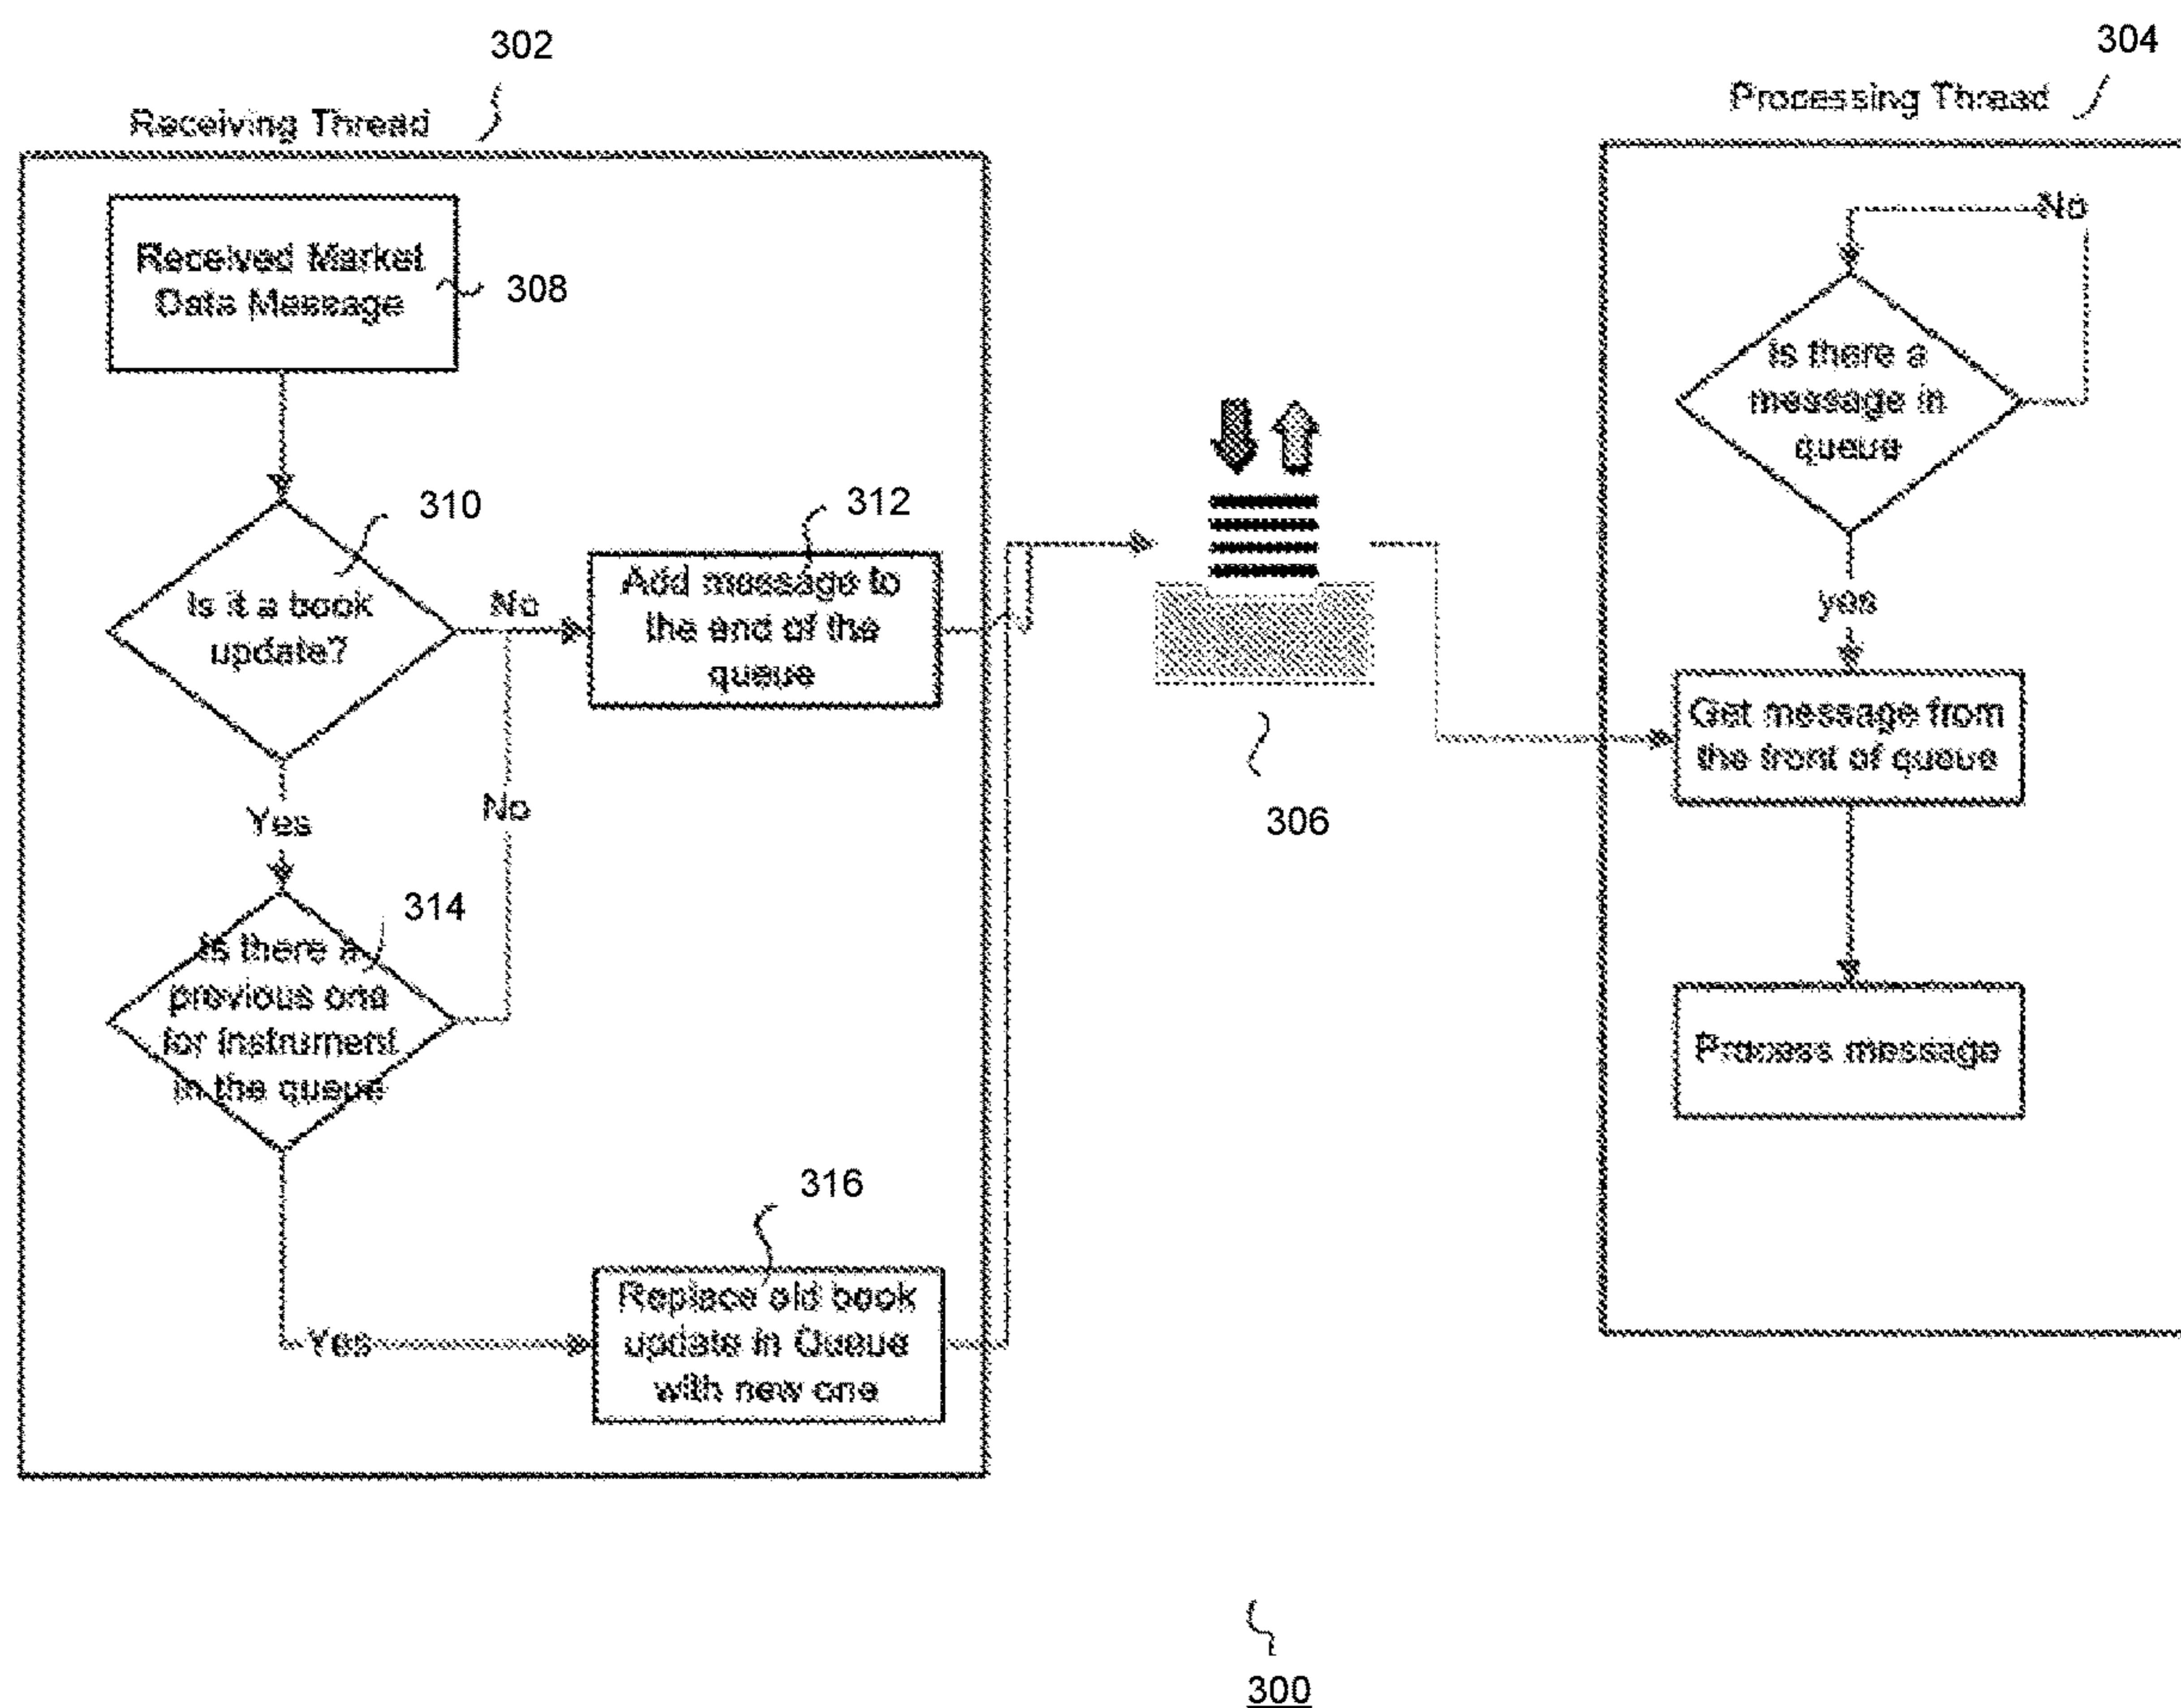 302
Receiving Thread
304
Processing Thread
Received Market
Data Message
308
310
Is it a book
update?
No
312
Add message to
the end of the
queue
Yes
No
314
Is there a
previous one
for instrument
in the queue
Yes
316
Replace old book
update in Queue
with new one
306
No
Is there a
message in
queue
yes
Get message from
the front of queue
Process message
300